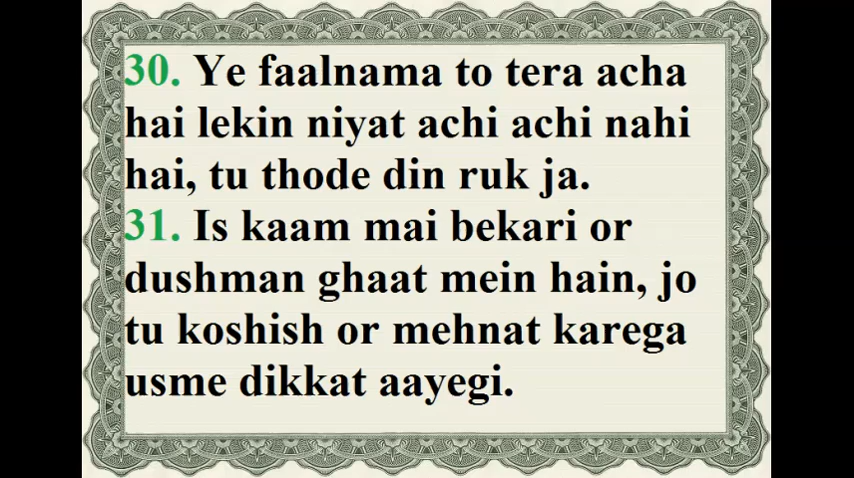 30. Ye faalnama to tera acha
hai lekin niyat achi achi nahi
hai, tu thode din ruk ja.
31. Is kaam mai bekari or
dushman ghaat mein hain, jo
tu koshish or mehnat karega
usme dikkat aayegi.